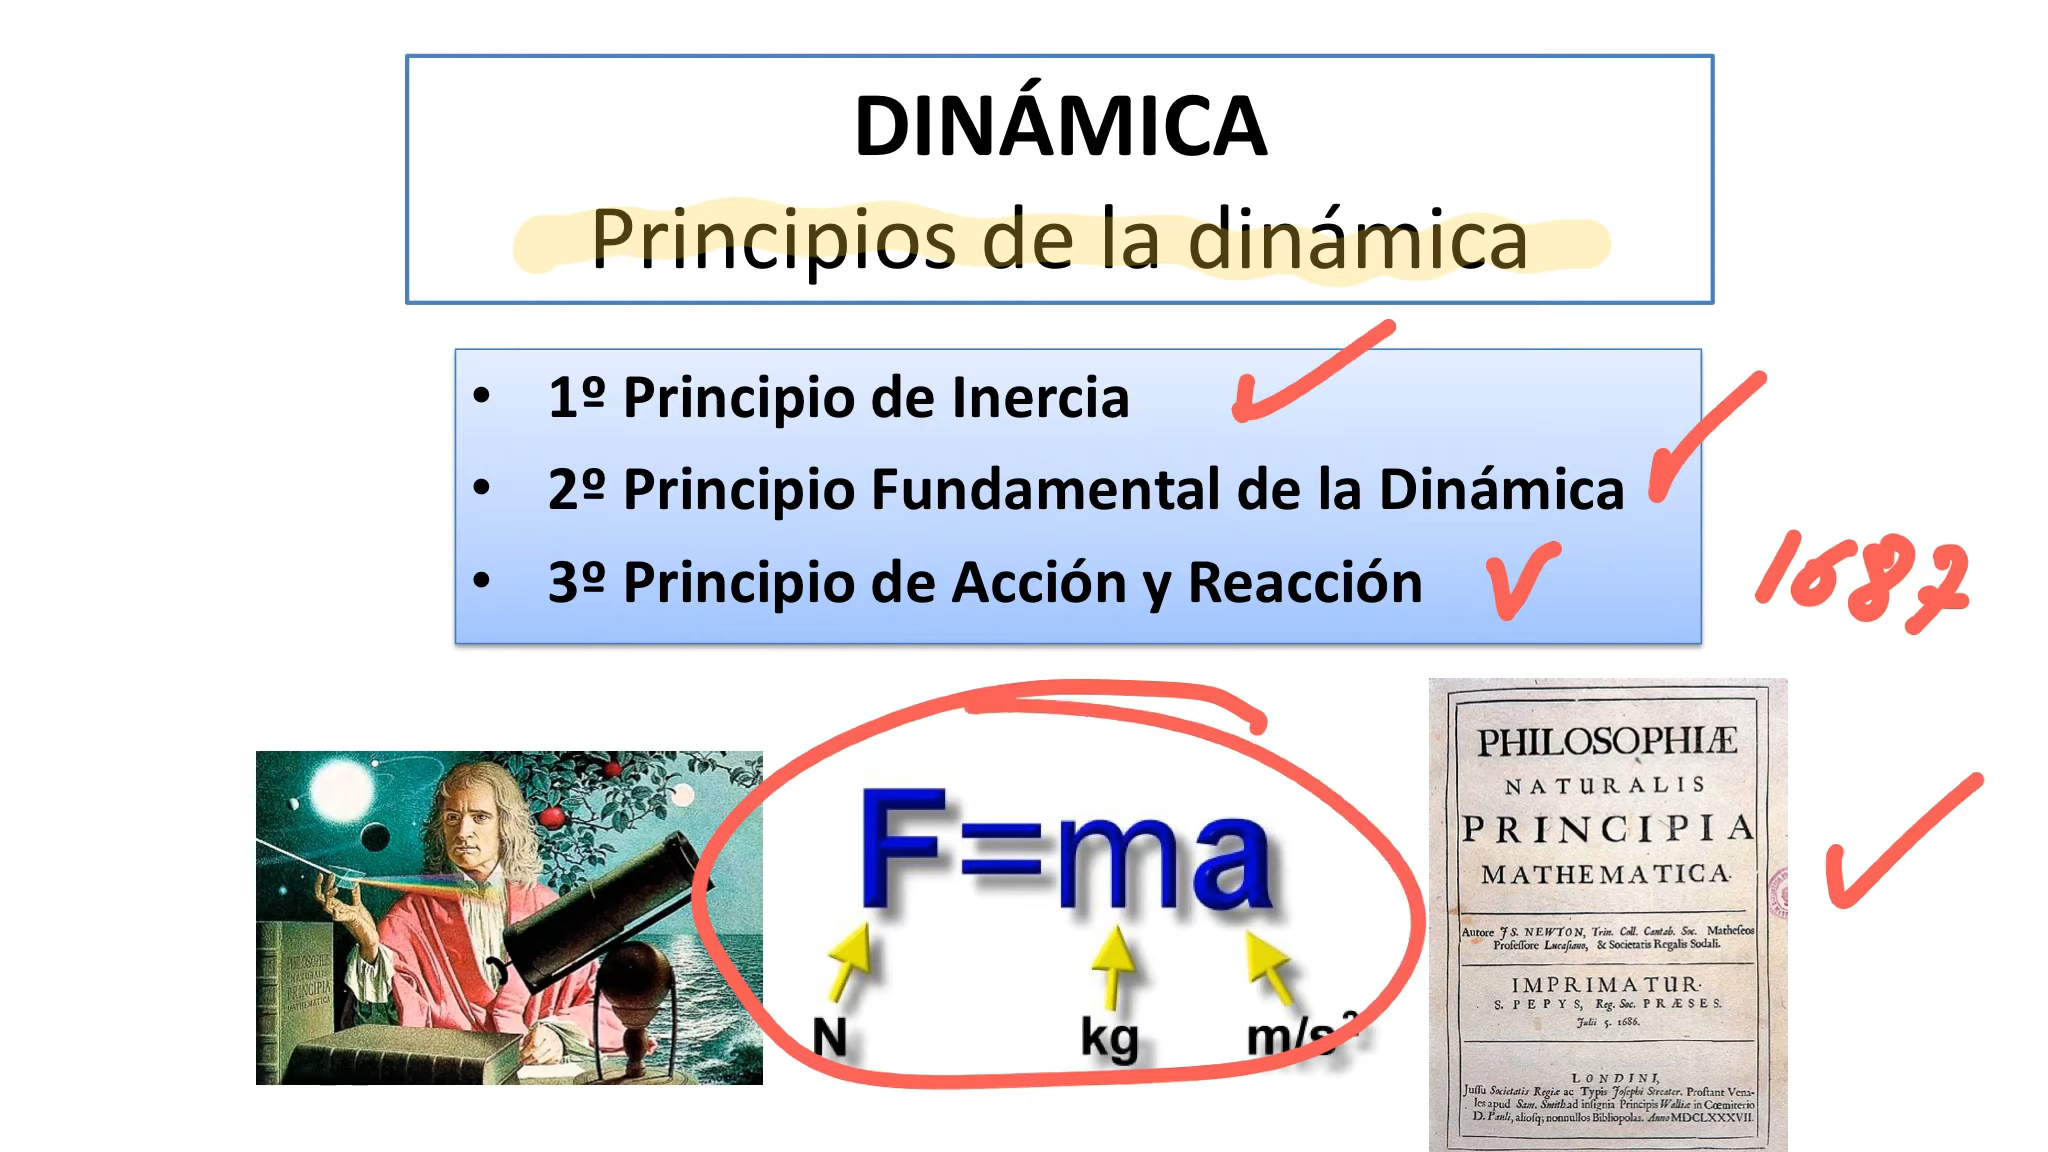 DINÁMICA
Principios de la dinámica
• 1º Principio de Inercia
• 2º Principio Fundamental de la Dinámica
• 3º Principio de Acción y Reacción
1687
F=ma
N
kg
m/s²
PHILOSOPHIÆ
NATURALIS
PRINCIPIA
MATHEMATICA.
Autore JS. NEWTON, Trin. Coll. Cantab. Soc. Matheſeos
Profeſſore Lucaſiano, & Societatis Regalis Sodali.
IMPRIMATUR.
S. PEPYS, Reg. Soc. PRÆSES.
Julii 5. 1686.
LONDINI,
Juſſu Societatis Regiæ ac Typis Joſephi Streater. Proſtant Vena-
les apud Sam. Smith ad inſignia Principis Walliæ in Cœmiterio
D. Pauli, aliosq; nonnullos Bibliopolas. Anno MDCLXXXVII.
PRINCIPIA
MATHEMATICA